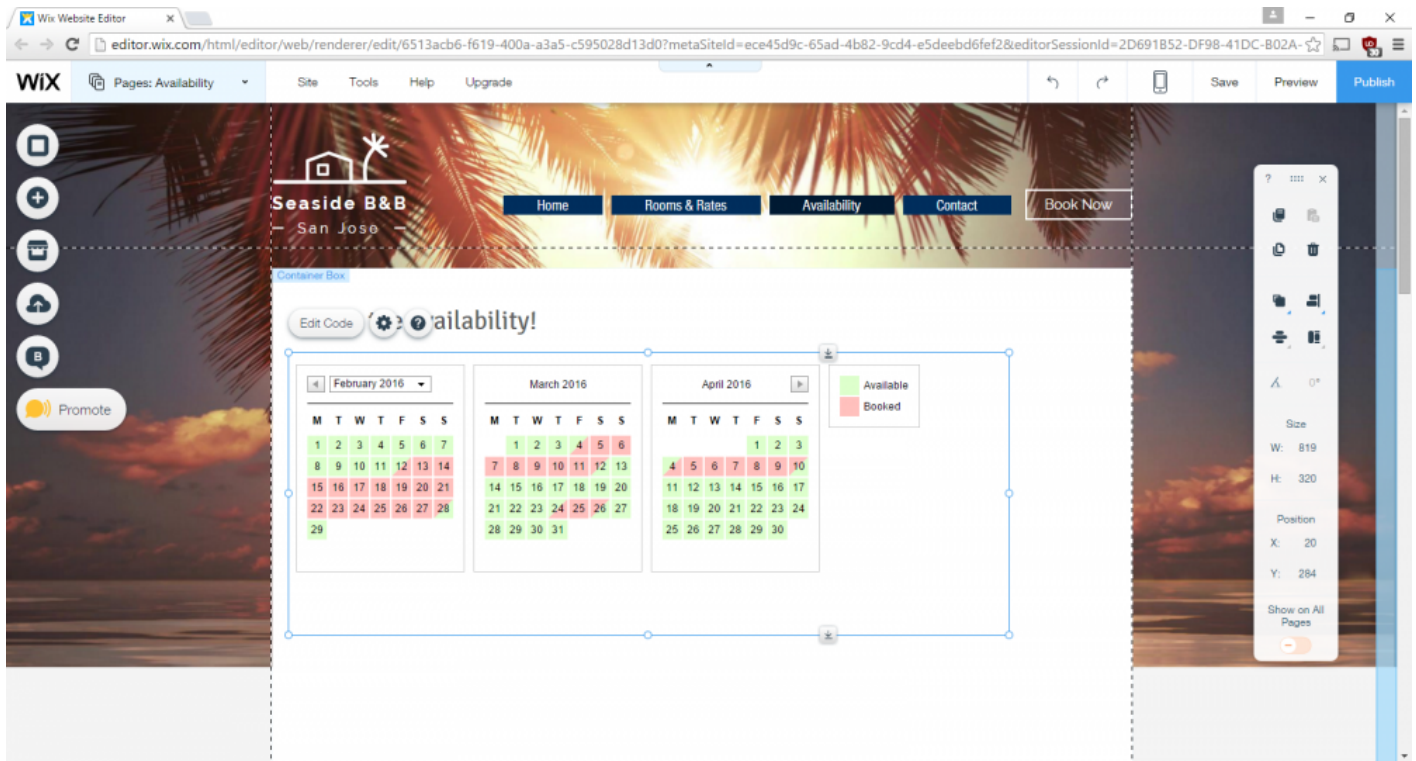 Wix Website Editor
editor.wix.com/html/editor/web/renderer/edit/6513acb6-f619-400a-a3a5-c595028d13d0?metaSiteId=ece45d9c-65ad-4b82-9cd4-e5deebd6fef2&editorSessionId=2D691B52-DF98-41DC-B02A-
WiX Pages: Availability Site Tools Help Upgrade Save Preview Publish
Seaside B&B
San Joso
Home Rooms & Rates Availability Contact Book Now
Container Box
Edit Code ailability!
Promote
B
February 2016
M T W T F S S
1 2 3 4 5 6 7
8 9 10 11 12 13 14
15 16 17 18 19 20 21
22 23 24 25 26 27 28
29
March 2016
M T W T F S S
1 2 3 4 5 6
7 8 9 10 11 12 13
14 15 16 17 18 19 20
21 22 23 24 25 26 27
28 29 30 31
April 2016
M T W T F S S
1 2 3
4 5 6 7 8 9 10
11 12 13 14 15 16 17
18 19 20 21 22 23 24
25 26 27 28 29 30
Available
Booked
?
0°
Size
W: 819
H: 320
Position
X: 20
Y: 284
Show on All
Pages